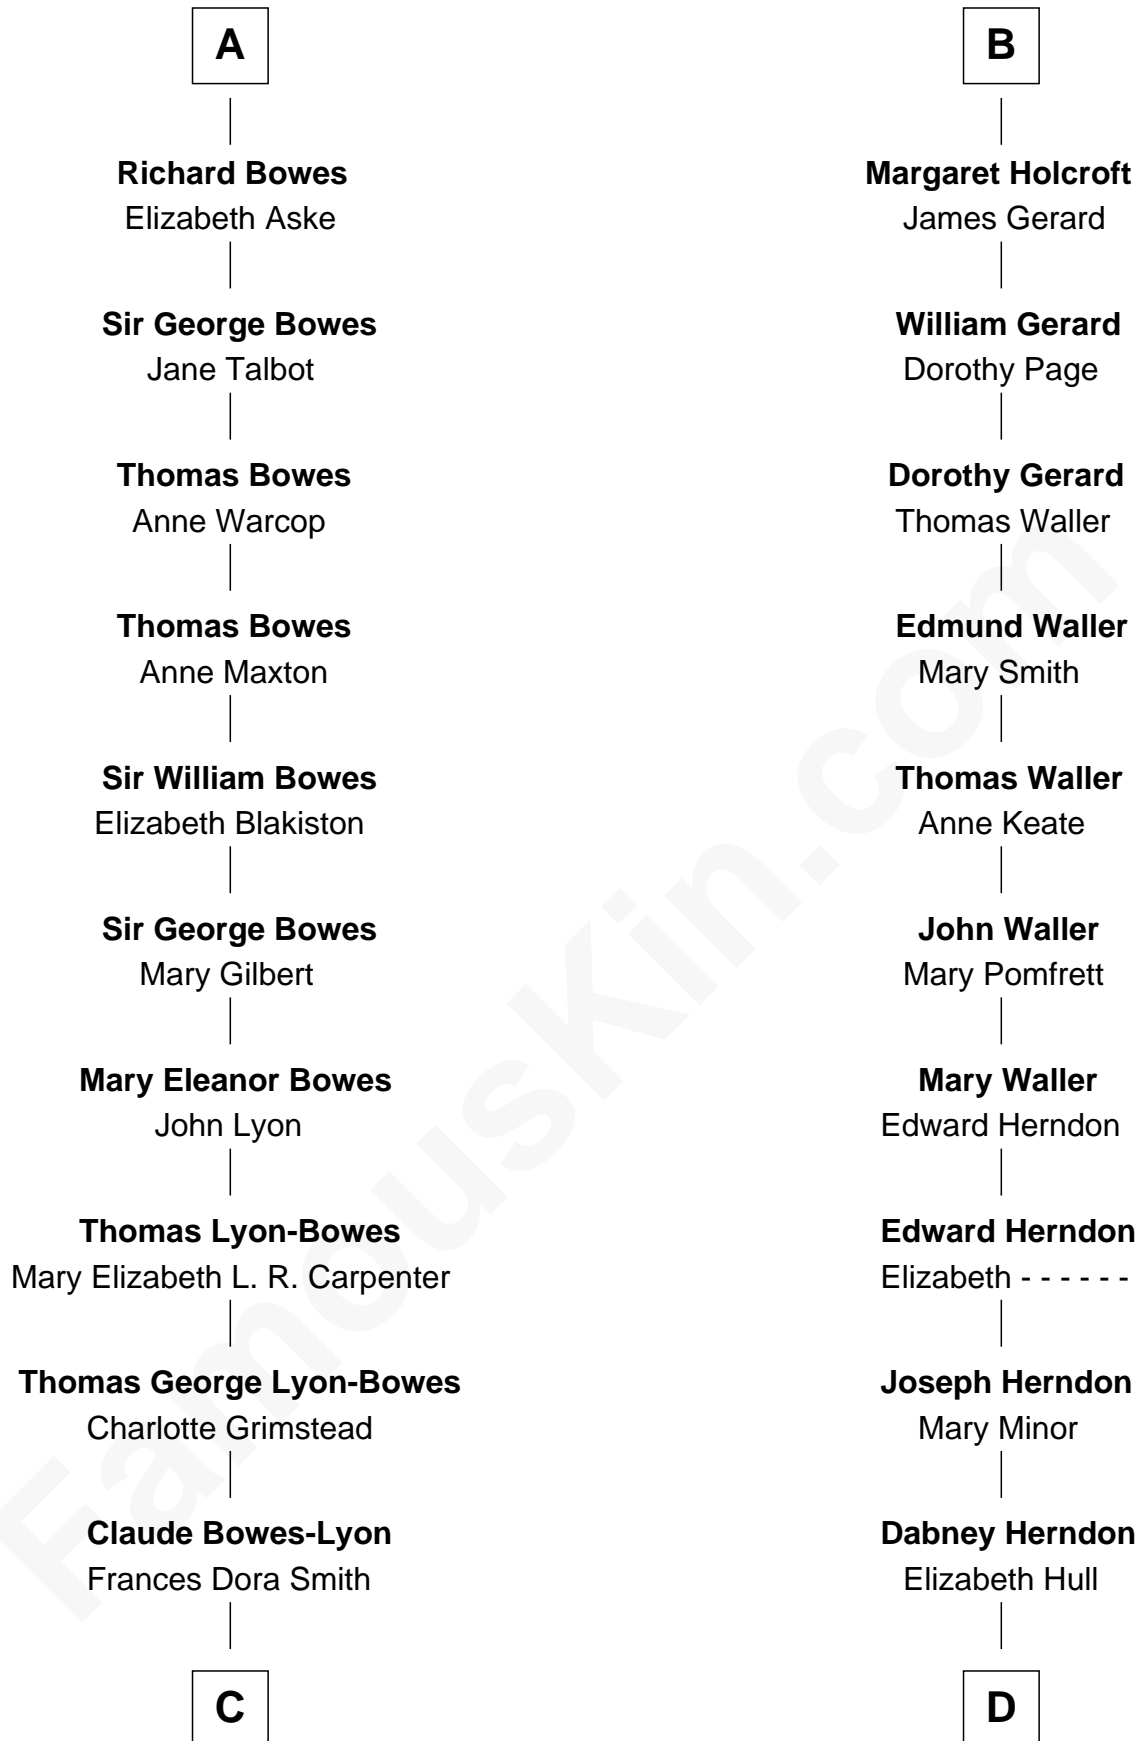 A
Richard Bowes
Elizabeth Aske
Sir George Bowes
Jane Talbot
Thomas Bowes
Anne Warcop
Thomas Bowes
Anne Maxton
Sir William Bowes
Elizabeth Blakiston
Sir George Bowes
Mary Gilbert
Mary Eleanor Bowes
John Lyon
Thomas Lyon-Bowes
Mary Elizabeth L. R. Carpenter
Thomas George Lyon-Bowes
Charlotte Grimstead
Claude Bowes-Lyon
Frances Dora Smith
C
B
Margaret Holcroft
James Gerard
William Gerard
Dorothy Page
Dorothy Gerard
Thomas Waller
Edmund Waller
Mary Smith
Thomas Waller
Anne Keate
John Waller
Mary Pomfrett
Mary Waller
Edward Herndon
Edward Herndon
Elizabeth - - - - - -
Joseph Herndon
Mary Minor
Dabney Herndon
Elizabeth Hull
D
FamousKin.com